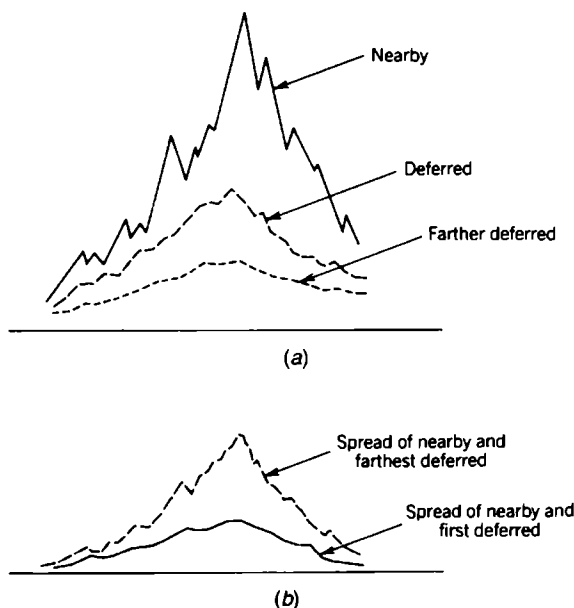 Nearby
Deferred
Farther deferred
(a)
Spread of nearby and
farthest deferred
Spread of nearby and
first deferred
(b)